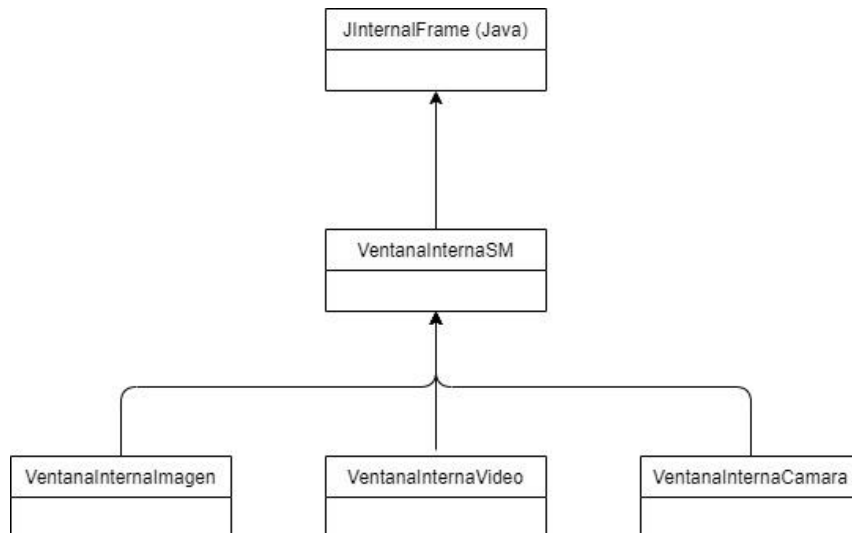 JInternalFrame (Java)
VentanaInternaSM
VentanaInternaImagen
VentanaInternaVideo
VentanaInternaCamara